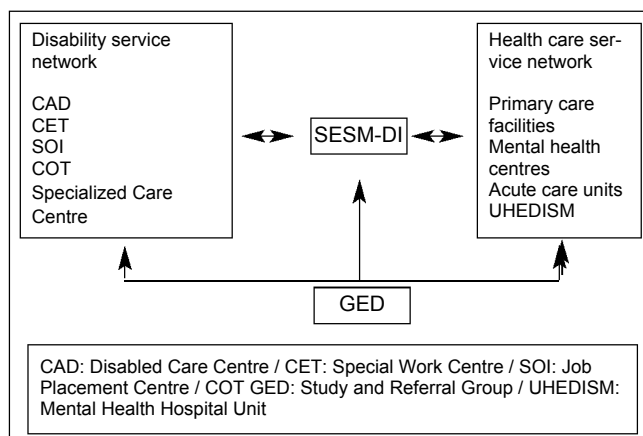 Disability service
network
CAD
CET
SOI
COT
Specialized Care
Centre
SESM-DI
Health care ser-
vice network
Primary care
facilities
Mental health
centres
Acute care units
UHEDISM
GED
CAD: Disabled Care Centre / CET: Special Work Centre / SOI: Job
Placement Centre / COT GED: Study and Referral Group / UHEDISM:
Mental Health Hospital Unit